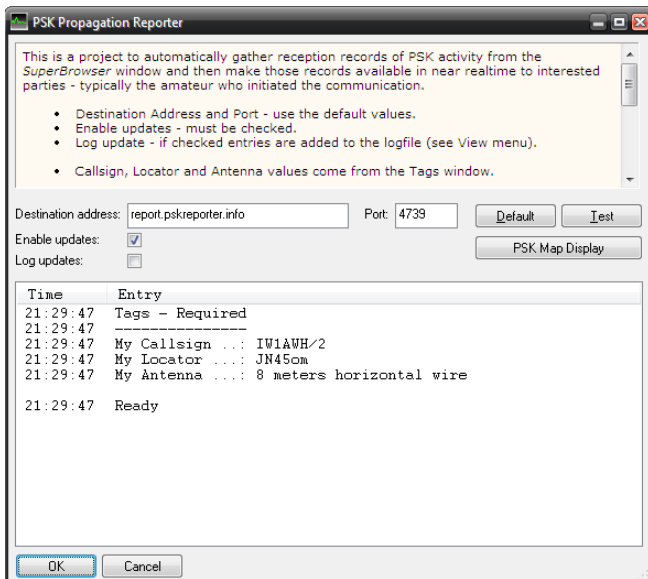 PSK Propagation Reporter
This is a project to automatically gather reception records of PSK activity from the
SuperBrowser window and then make those records available in near realtime to interested
parties - typically the amateur who initiated the communication.
• Destination Address and Port - use the default values.
• Enable updates - must be checked.
• Log update - if checked entries are added to the logfile (see View menu).
• Callsign, Locator and Antenna values come from the Tags window.
Destination address: report.pskreporter.info Port: 4739 Default Test
Enable updates: PSK Map Display
Log updates:
Time Entry
21:29:47 Tags - Required
21:29:47 ---------------
21:29:47 My Callsign ..: IW1AWH/2
21:29:47 My Locator ...: JN45om
21:29:47 My Antenna ...: 8 meters horizontal wire
21:29:47 Ready
OK Cancel